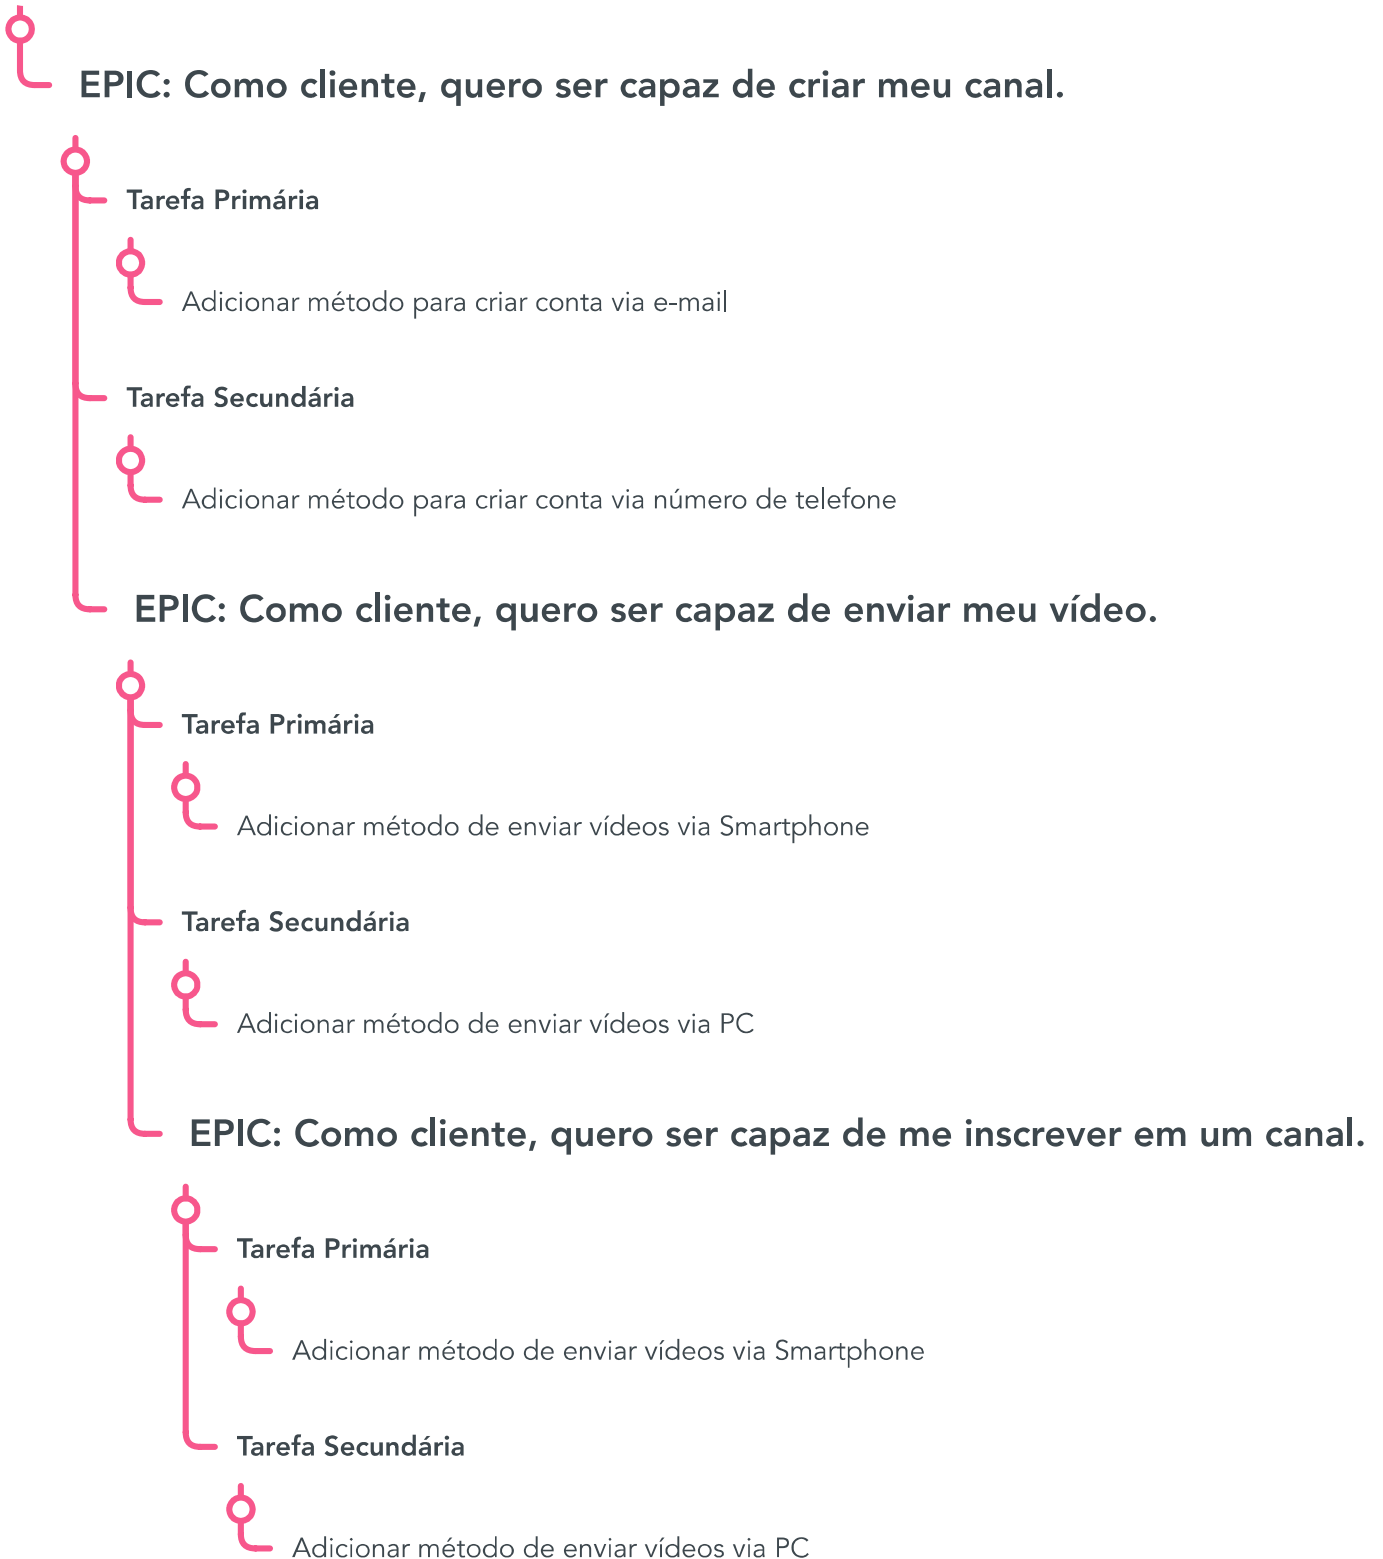 EPIC: Como cliente, quero ser capaz de criar meu canal.
Tarefa Primária
Adicionar método para criar conta via e-mail
Tarefa Secundária
Adicionar método para criar conta via número de telefone
EPIC: Como cliente, quero ser capaz de enviar meu vídeo.
Tarefa Primária
Adicionar método de enviar vídeos via Smartphone
Tarefa Secundária
Adicionar método de enviar vídeos via PC
EPIC: Como cliente, quero ser capaz de me inscrever em um canal.
Tarefa Primária
Adicionar método de enviar vídeos via Smartphone
Tarefa Secundária
Adicionar método de enviar vídeos via PC